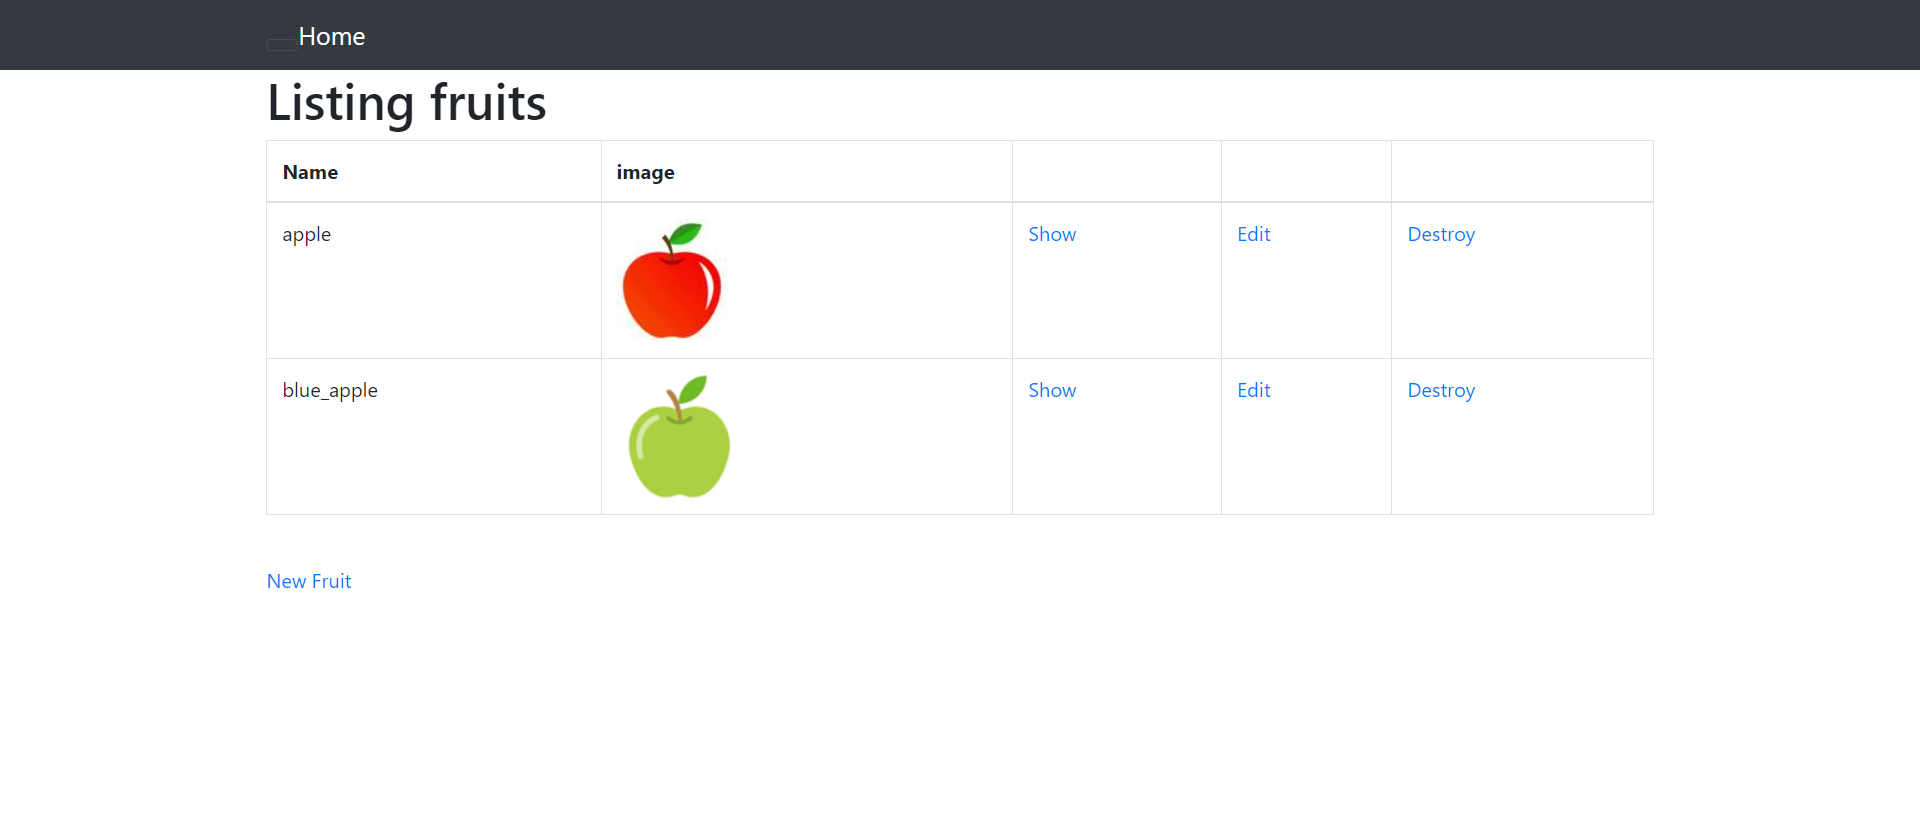 Home
Listing fruits
Name image
apple Show Edit Destroy
blue_apple Show Edit Destroy
New Fruit